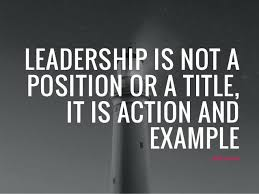 LEADERSHIP IS NOT A
POSITION OR A TITLE,
IT IS ACTION AND
EXAMPLE